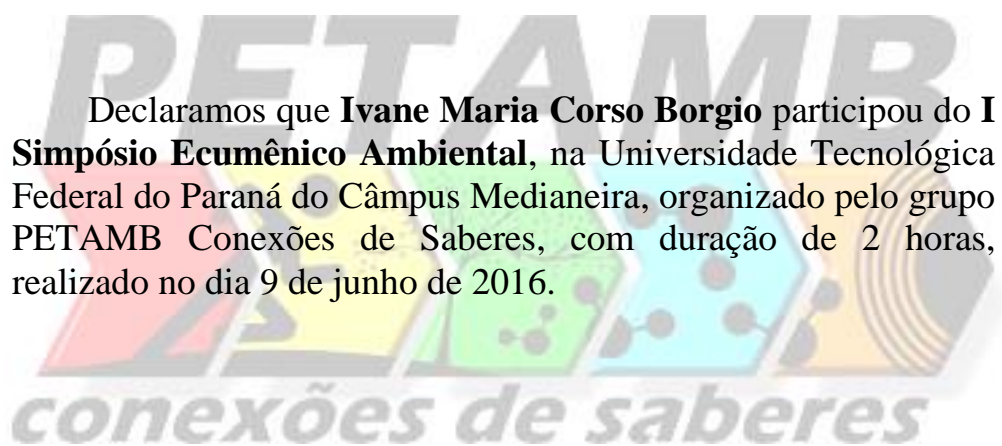 PETAMB
Declaramos que Ivane Maria Corso Borgio participou do I
Simpósio Ecumênico Ambiental, na Universidade Tecnológica
Federal do Paraná do Câmpus Medianeira, organizado pelo grupo
PETAMB Conexões de Saberes, com duração de 2 horas,
realizado no dia 9 de junho de 2016.
conexões de saberes